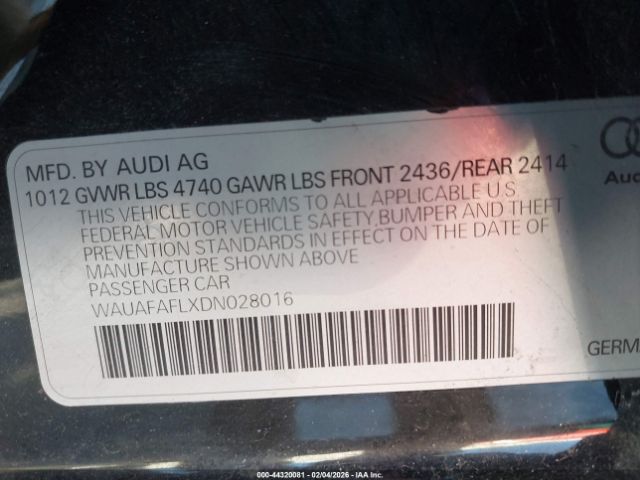 MFD. BY AUDI AG
1012 GVWR LBS 4740 GAWR LBS FRONT 2436/REAR 2414
THIS VEHICLE CONFORMS TO ALL APPLICABLE U.S
FEDERAL MOTOR VEHICLE SAFETY,BUMPER AND THEFT
PREVENTION STANDARDS IN EFFECT ON THE DATE OF
MANUFACTURE SHOWN ABOVE
PASSENGER CAR
WAUAFAFLXDN028016
000-44320081 - 02/04/2026 - IAA Inc.